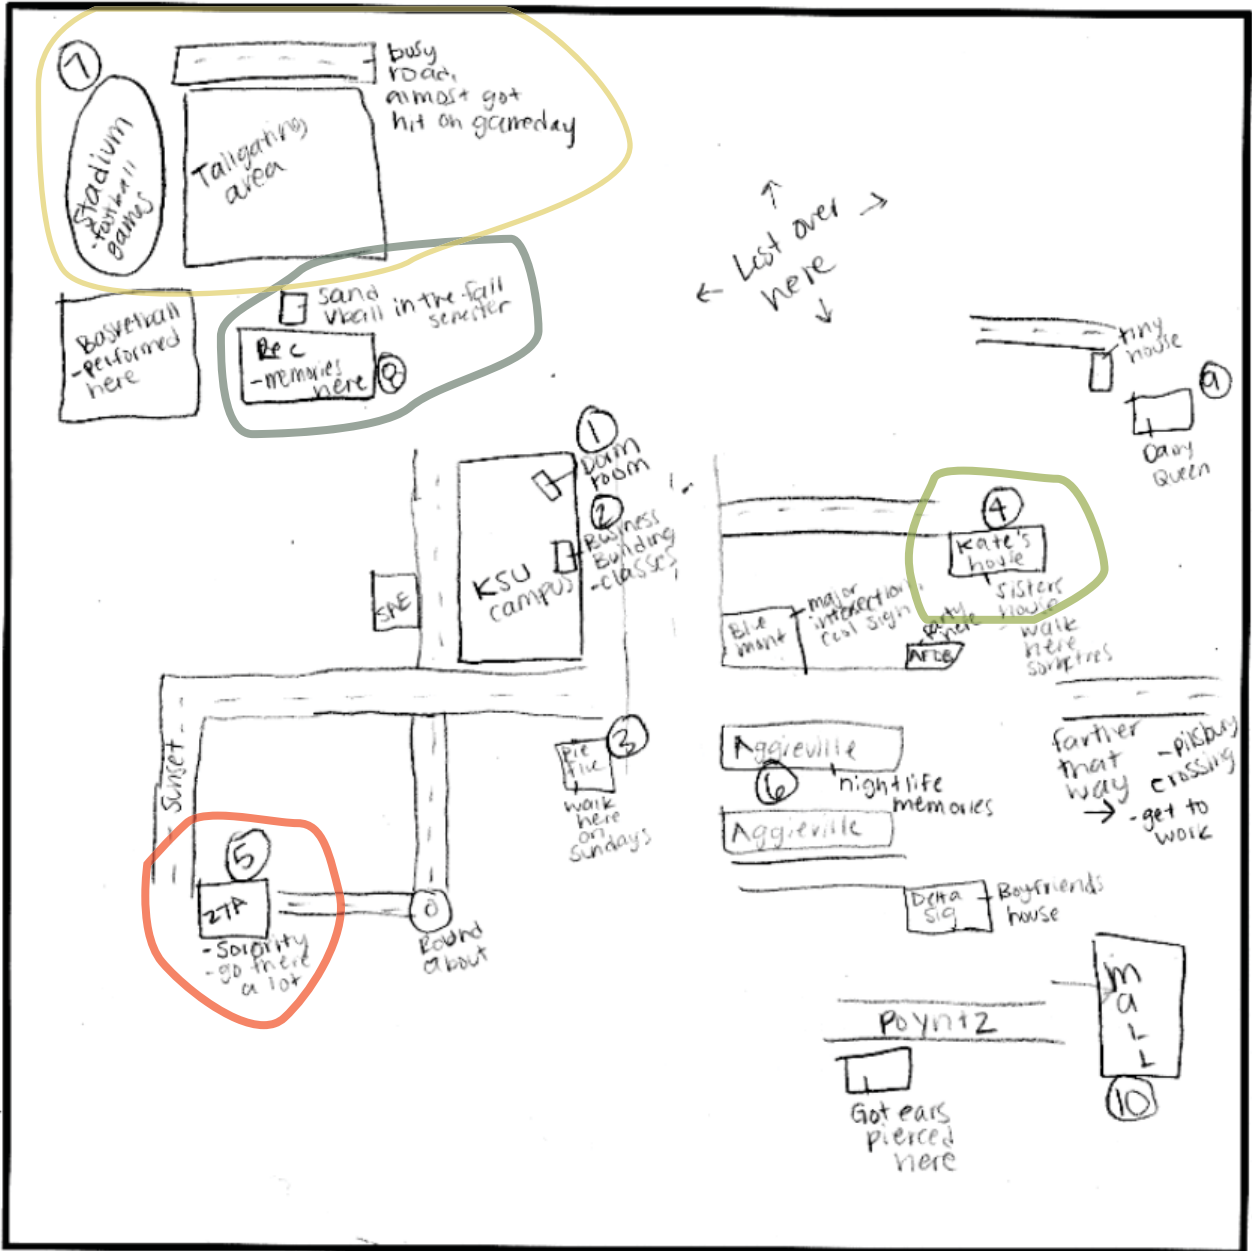 7
Stadium
-football
games
busy
road,
almost got
hit on gameday
Tailgating
area
Basketball
-performed
here
sand
vball in the fall
semester
Rec
-memories
here
8
Lost over
here
tiny
house
9
Dairy
Queen
1
Dorm
room
2
Business
Building
-classes
KSU
campus
SAE
4
Kate's
house
sisters
house
walk
here
sometimes
Blue
mont
major
intersection,
cool sign
party
here
Sunset
3
Pie
Five
walk
here
on
Sundays
Aggieville
6
nightlife
memories
Aggieville
farther
that
way
-pilsbury
crossing
-get to
work
5
ZTA
-sorority
-go there
a lot
Round
about
Delta
Sig
Boyfriends
house
mall
10
Poyntz
Got ears
pierced
here